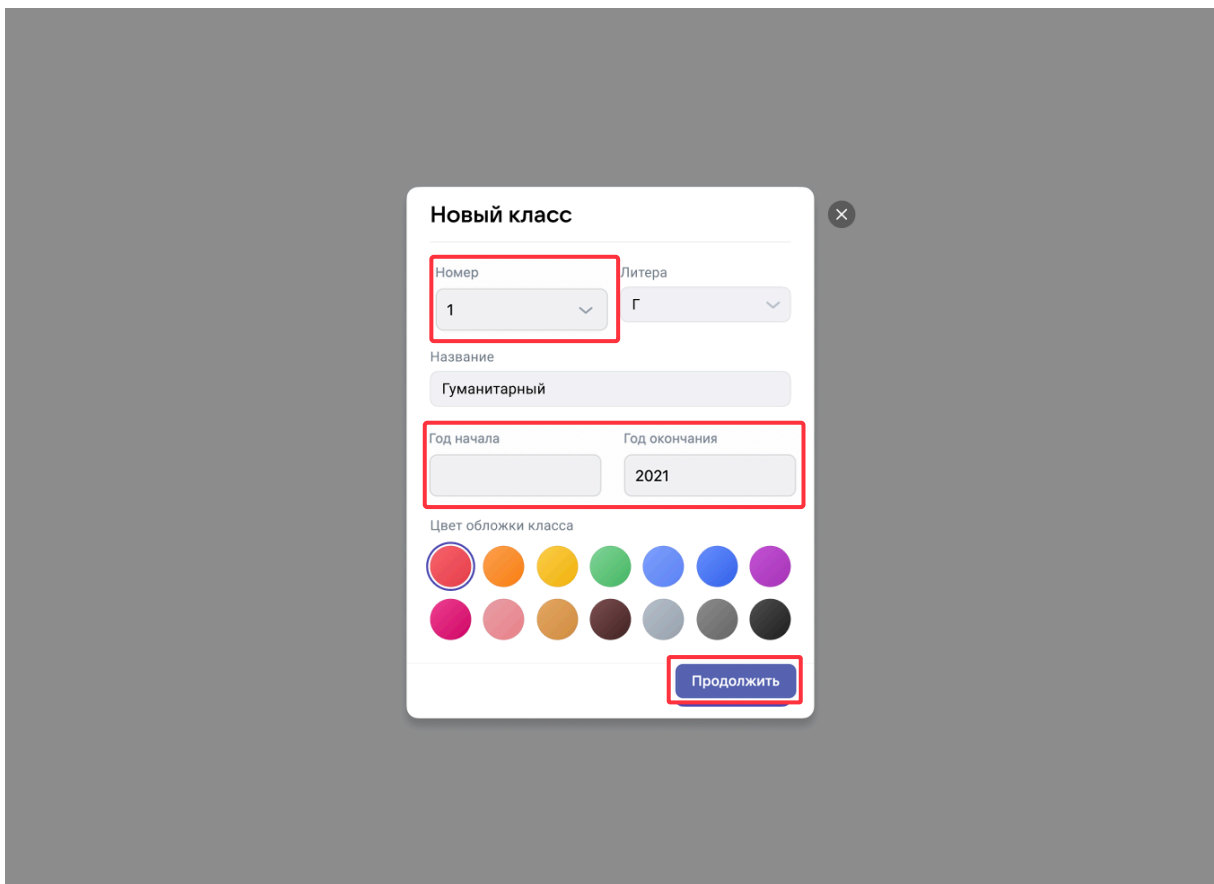 Новый класс
Номер Литера
1 Г
Название
Гуманитарный
Год начала Год окончания
2021
Цвет обложки класса
Продолжить